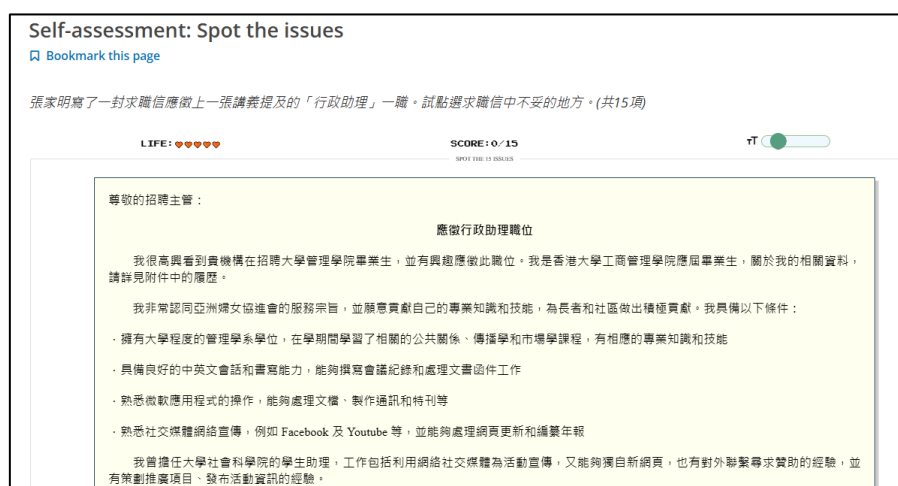 Self-assessment: Spot the issues
Bookmark this page
張家明寫了一封求職信應徵上一張講義提及的「行政助理」一職。試點選求職信中不妥的地方。(共15項)
LIFE: SCORE:0/15 TT
SPOT THE 15 ISSUES
尊敬的招聘主管：
應徵行政助理職位
我很高興看到貴機構在招聘大學管理學院畢業生，並有興趣應徵此職位。我是香港大學工商管理學院應屆畢業生，關於我的相關資料，
請詳見附件中的履歷。
我非常認同亞洲婦女協進會的服務宗旨，並願意貢獻自己的專業知識和技能，為長者和社區做出積極貢獻。我具備以下條件：
·擁有大學程度的管理學系學位，在學期間學習了相關的公共關係、傳播學和市場學課程，有相應的專業知識和技能
·具備良好的中英文會話和書寫能力，能夠撰寫會議紀錄和處理文書函件工作
·熟悉微軟應用程式的操作，能夠處理文檔、製作通訊和特刊等
·熟悉社交媒體網絡宣傳，例如 Facebook 及 Youtube 等，並能夠處理網頁更新和編纂年報
我曾擔任大學社會科學院的學生助理，工作包括利用網絡社交媒體為活動宣傳，又能夠獨自新網頁，也有對外聯繫尋求贊助的經驗，並
有策劃推廣項目、發布活動資訊的經驗。